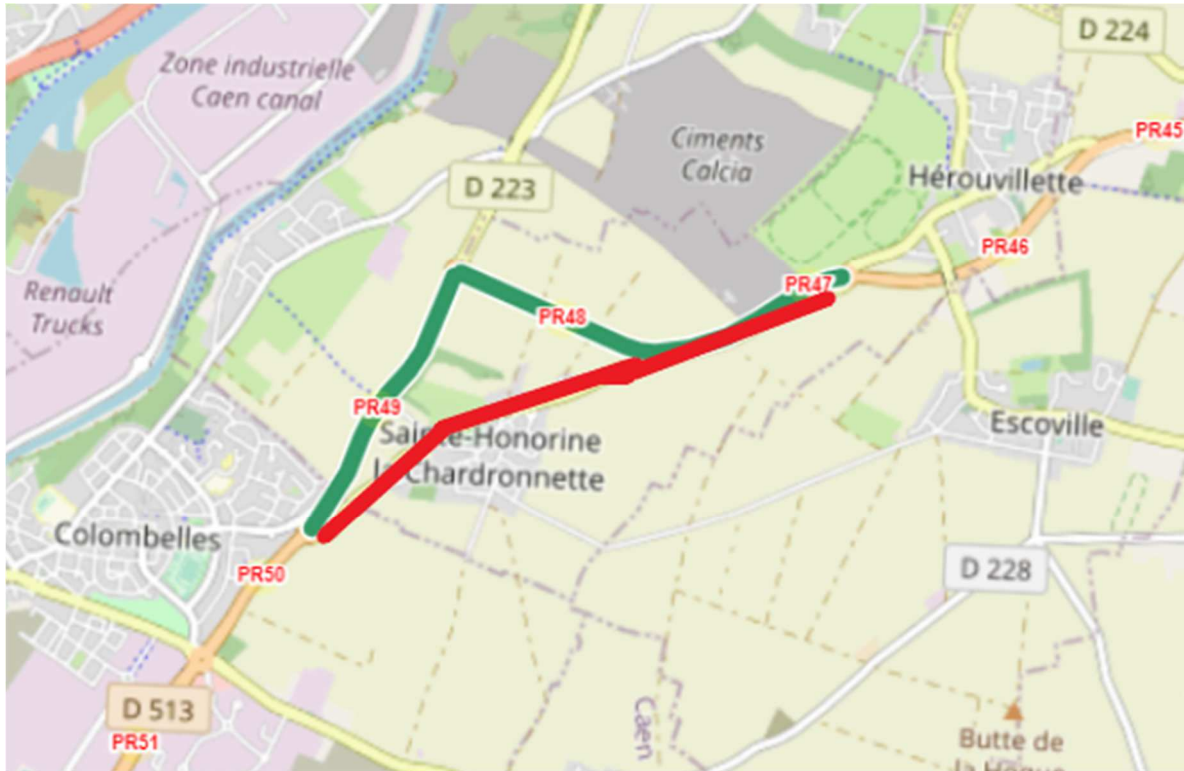 D 224
Zone industrielle
Caen canal
PR45
Ciments
Calcia
Hérouvillette
D 223
PR46
PR47
Renault
Trucks
PR48
PR49
Sainte-Honorine
la Chardronnette
Escoville
Colombelles
PR50
D 228
D 513
PR51
Caen
Butte de
la Hogue